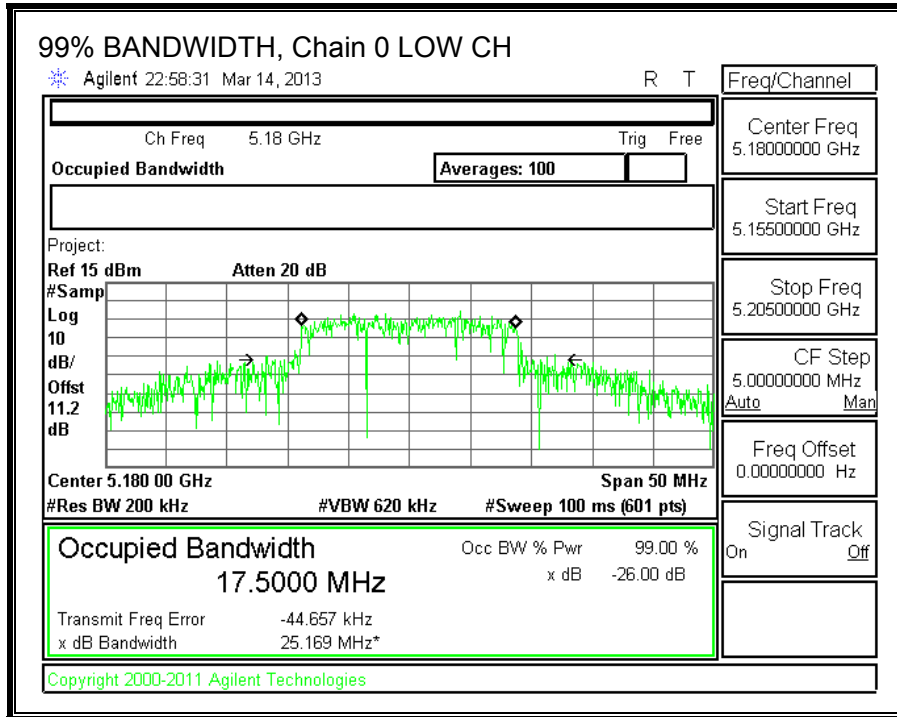 99% BANDWIDTH, Chain 0 LOW CH
Agilent 22:58:31 Mar 14, 2013 R T
Freq/Channel
Ch Freq 5.18 GHz Trig Free
Occupied Bandwidth Averages: 100
Center Freq
5.18000000 GHz
Start Freq
5.15500000 GHz
Project:
Ref 15 dBm Atten 20 dB
#Samp
Log
10
dB/
Offst
11.2
dB
Stop Freq
5.20500000 GHz
CF Step
5.00000000 MHz
Auto Man
Center 5.180 00 GHz Span 50 MHz
#Res BW 200 kHz #VBW 620 kHz #Sweep 100 ms (601 pts)
Freq Offset
0.00000000 Hz
Occupied Bandwidth Occ BW % Pwr 99.00 %
17.5000 MHz x dB -26.00 dB
Transmit Freq Error -44.657 kHz
x dB Bandwidth 25.169 MHz*
Signal Track
On Off
Copyright 2000-2011 Agilent Technologies